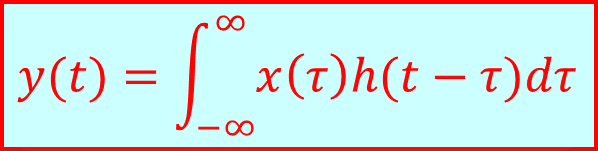 y(t) = ∫_{-∞}^{∞} x(τ)h(t − τ)dτ